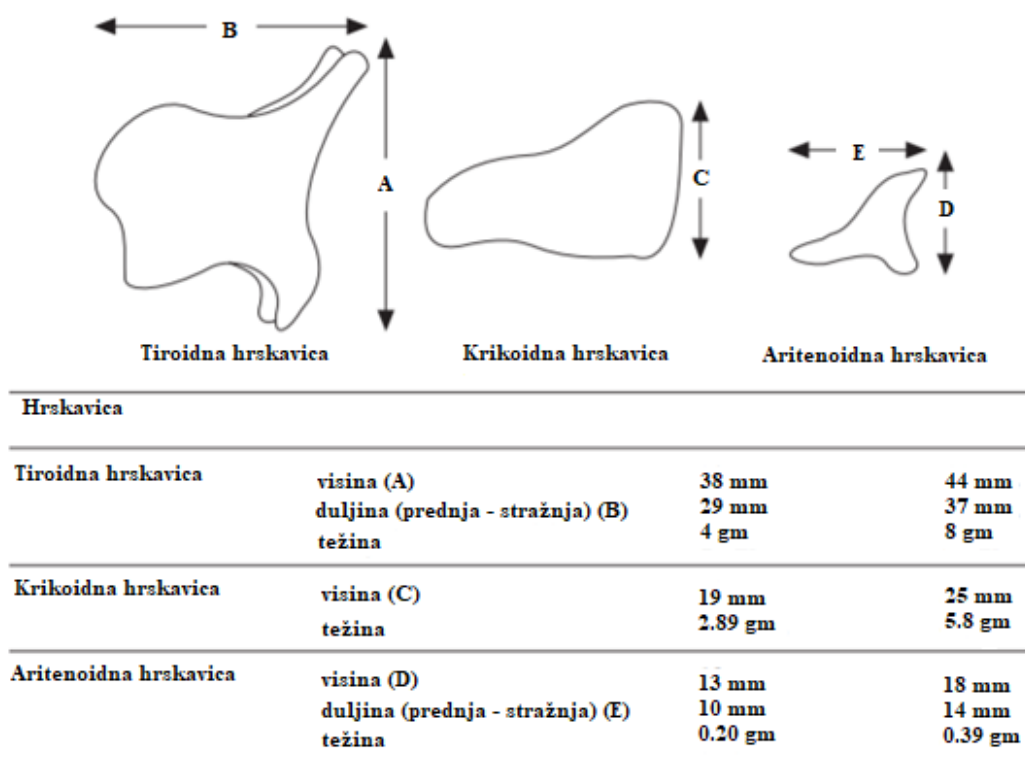 B
A
C
E
D
Tiroidna hrskavica
Krikoidna hrskavica
Aritenoidna hrskavica
Hrskavica
Tiroidna hrskavica visina (A) 38 mm 44 mm
duljina (prednja - stražnja) (B) 29 mm 37 mm
težina 4 gm 8 gm
Krikoidna hrskavica visina (C) 19 mm 25 mm
težina 2.89 gm 5.8 gm
Aritenoidna hrskavica visina (D) 13 mm 18 mm
duljina (prednja - stražnja) (E) 10 mm 14 mm
težina 0.20 gm 0.39 gm